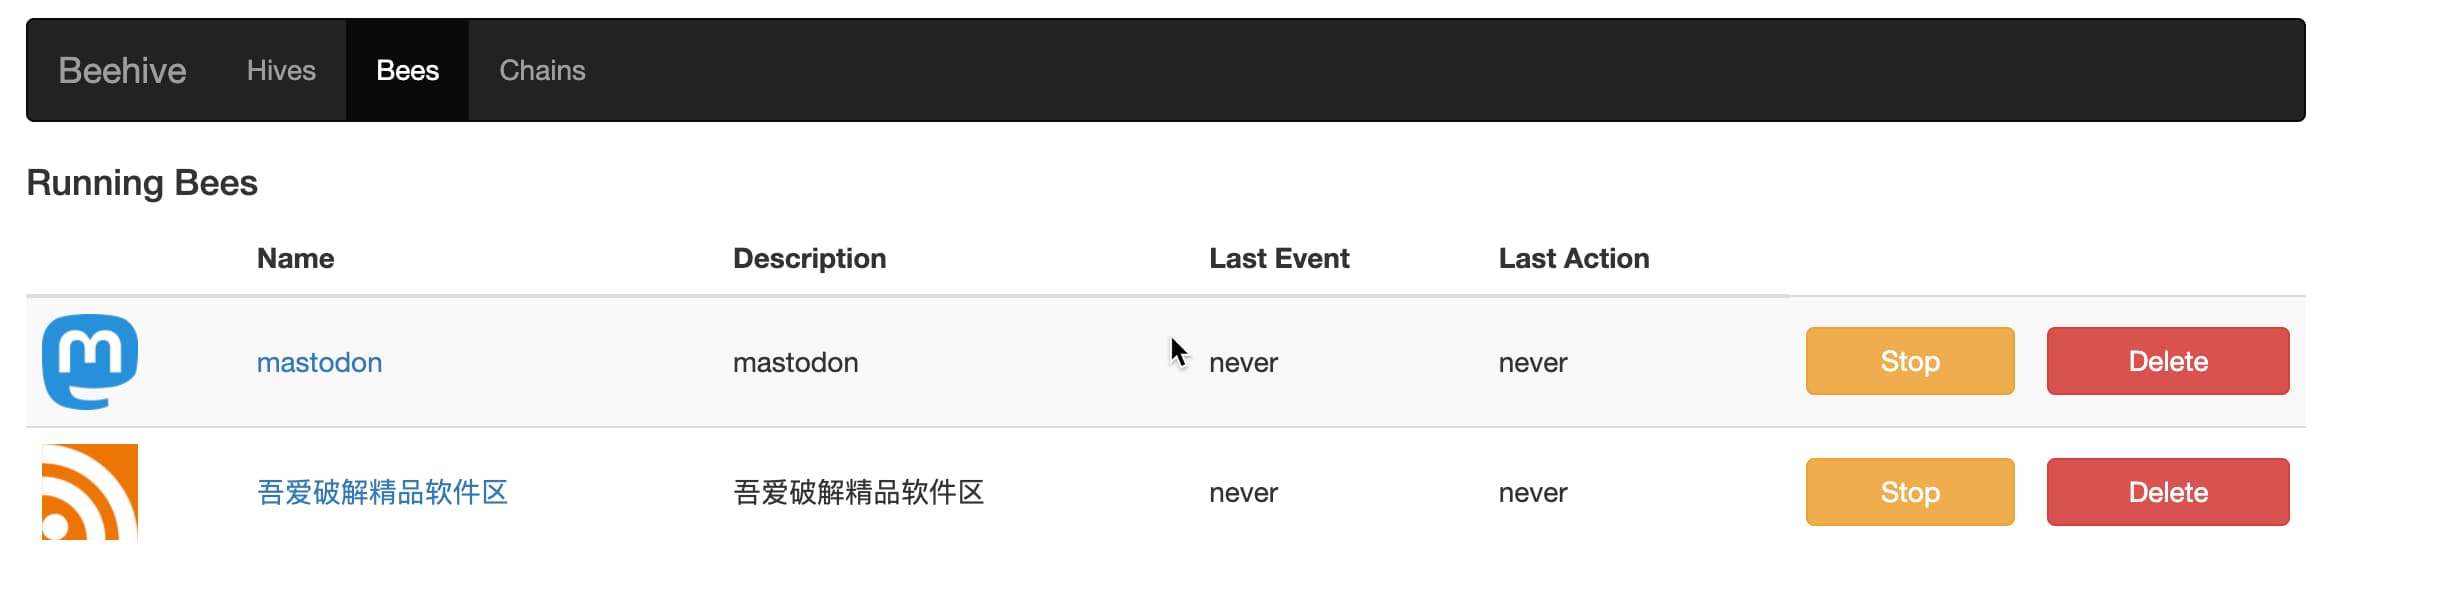 Beehive Hives Bees Chains
Running Bees
Name Description Last Event Last Action
mastodon mastodon never never Stop Delete
吾爱破解精品软件区 吾爱破解精品软件区 never never Stop Delete